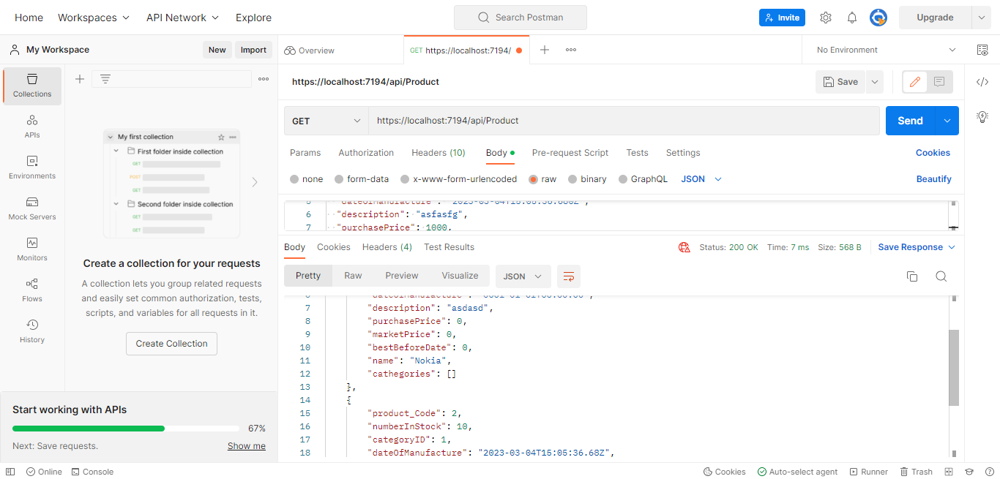 Home Workspaces API Network Explore Search Postman Invite Upgrade
My Workspace New Import Overview GET https://localhost:7194/ No Environment
Collections
APIs
Environments
Mock Servers
Monitors
Flows
History
My first collection
First folder inside collection
GET
POST
GET
Second folder inside collection
GET
GET
Create a collection for your requests
A collection lets you group related requests
and easily set common authorization, tests,
scripts, and variables for all requests in it.
Create Collection
Start working with APIs
67%
Next: Save requests. Show me
https://localhost:7194/api/Product Save
GET https://localhost:7194/api/Product Send
Params Authorization Headers (10) Body Pre-request Script Tests Settings Cookies
none form-data x-www-form-urlencoded raw binary GraphQL JSON Beautify
5 "dateOfManufacture": "2023-03-04T15:05:36.680Z",
6 "description": "asfasfg",
7 "purchasePrice": 1000,
Body Cookies Headers (4) Test Results Status: 200 OK Time: 7 ms Size: 568 B Save Response
Pretty Raw Preview Visualize JSON
6 "dateOfManufacture": "0001-01-01T00:00:00",
7 "description": "asdasd",
8 "purchasePrice": 0,
9 "marketPrice": 0,
10 "bestBeforeDate": 0,
11 "name": "Nokia",
12 "cathegories": []
13 },
14 {
15 "product_Code": 2,
16 "numberInStock": 10,
17 "categoryID": 1,
18 "dateOfManufacture": "2023-03-04T15:05:36.68Z",
Online Console Cookies Auto-select agent Runner Trash